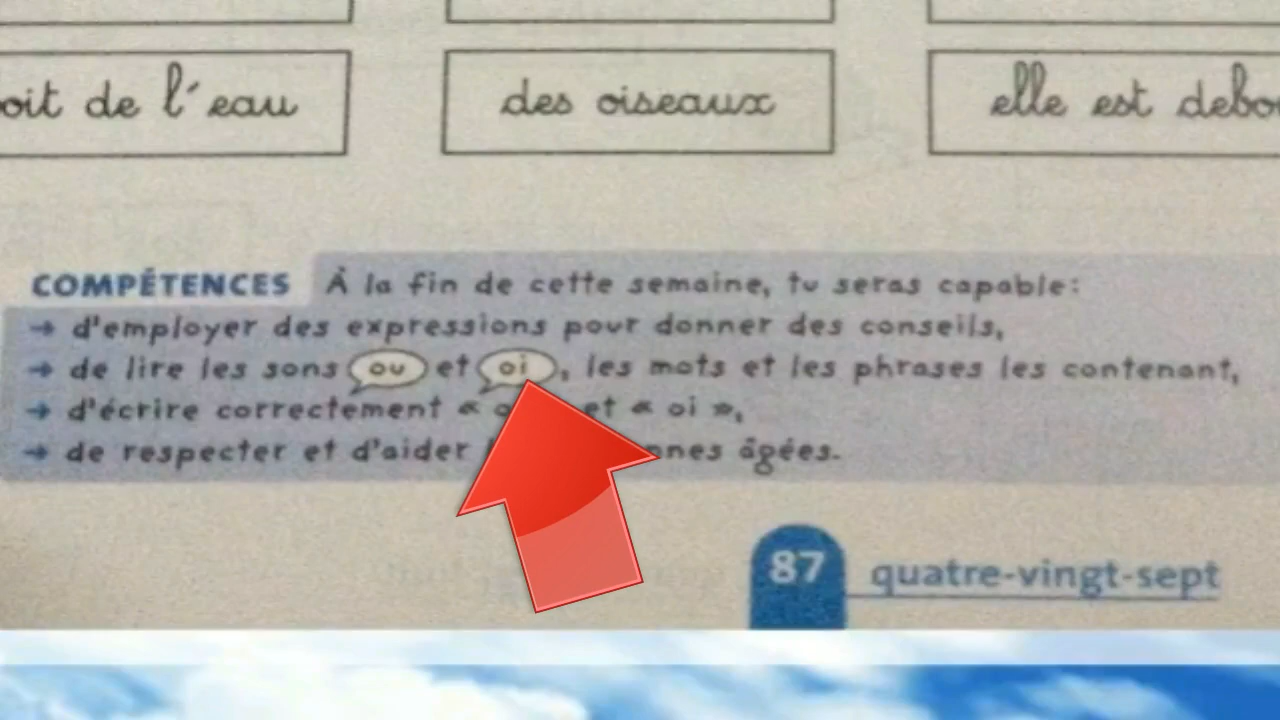 oit de l'eau
des oiseaux
elle est debo
COMPÉTENCES À la fin de cette semaine, tu seras capable:
→ d'employer des expressions pour donner des conseils,
→ de lire les sons ou et oi, les mots et les phrases les contenant,
→ d'écrire correctement « et « oi »,
→ de respecter et d'aider âgées.
87 quatre-vingt-sept